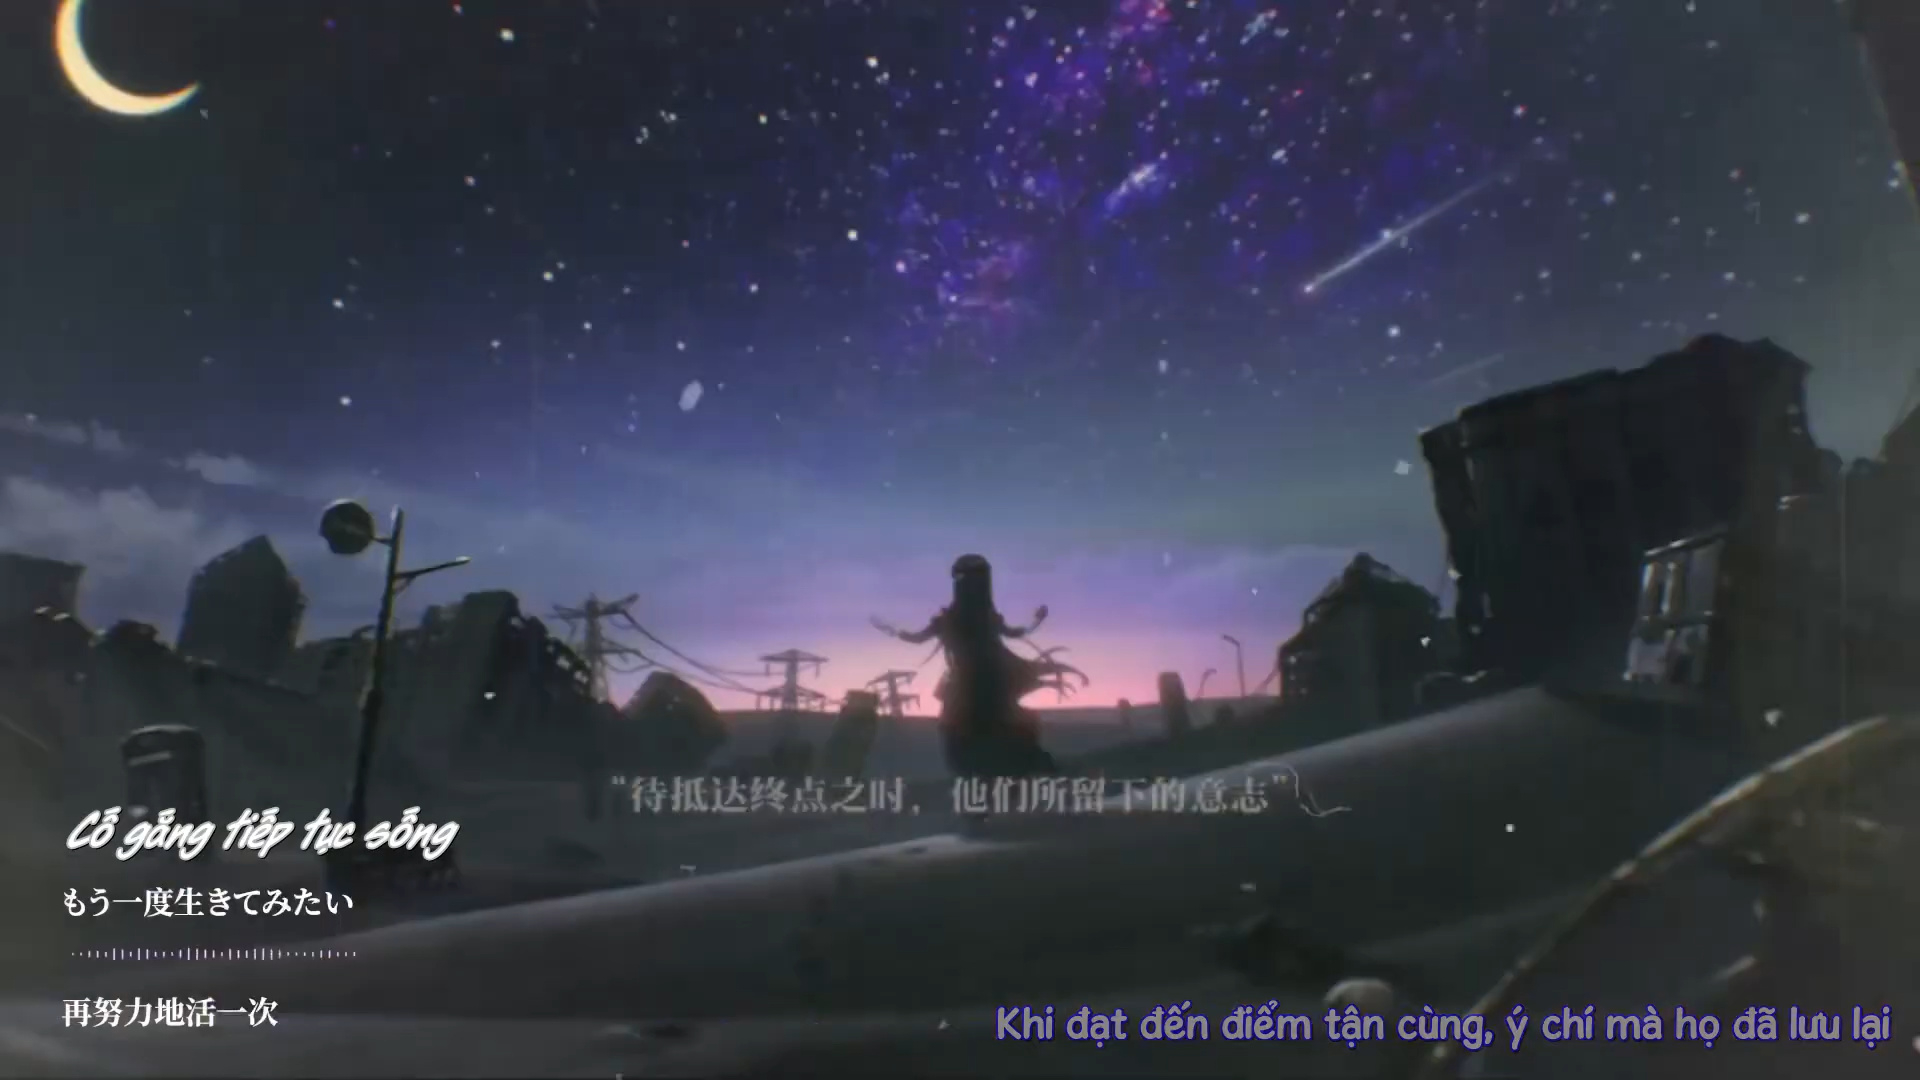 “待抵达终点之时，他们所留下的意志”
Cố gắng tiếp tục sống
もう一度生きてみたい
再努力地活一次
Khi đạt đến điểm tận cùng, ý chí mà họ đã lưu lại